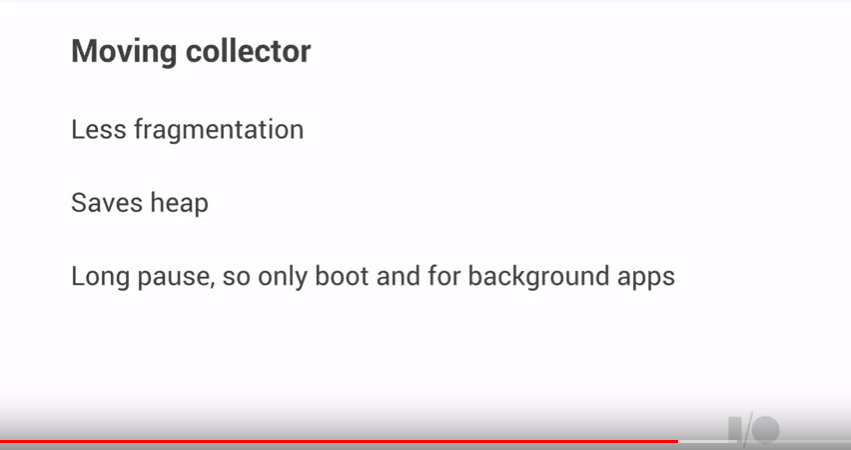 Moving collector
Less fragmentation
Saves heap
Long pause, so only boot and for background apps
I/O